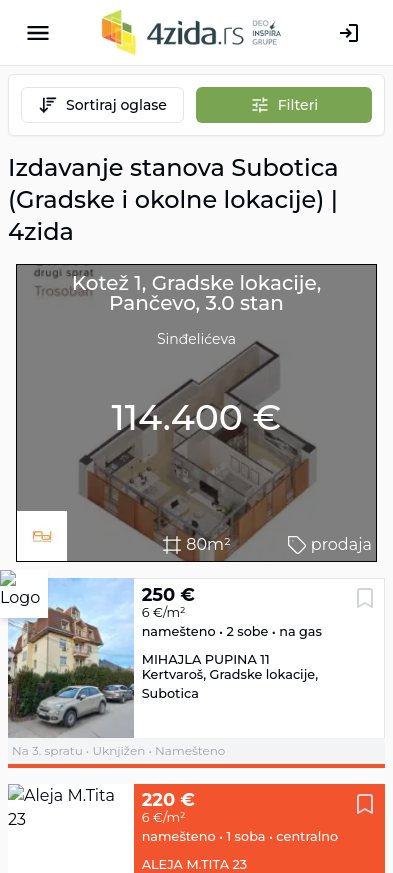 4zida.rs
DEO
INSPIRA
GRUPE
Sortiraj oglase
Filteri
Izdavanje stanova Subotica
(Gradske i okolne lokacije) |
4zida
drugi sprat
Trosoban
Kotež 1, Gradske lokacije,
Pančevo, 3.0 stan
Sinđelićeva
114.400 €
80m²
prodaja
Logo
250 €
6 €/m²
namešteno • 2 sobe • na gas
MIHAJLA PUPINA 11
Kertvaroš, Gradske lokacije,
Subotica
Na 3. spratu • Uknjižen • Namešteno
Aleja M.Tita
23
220 €
6 €/m²
namešteno • 1 soba • centralno
ALEJA M.TITA 23